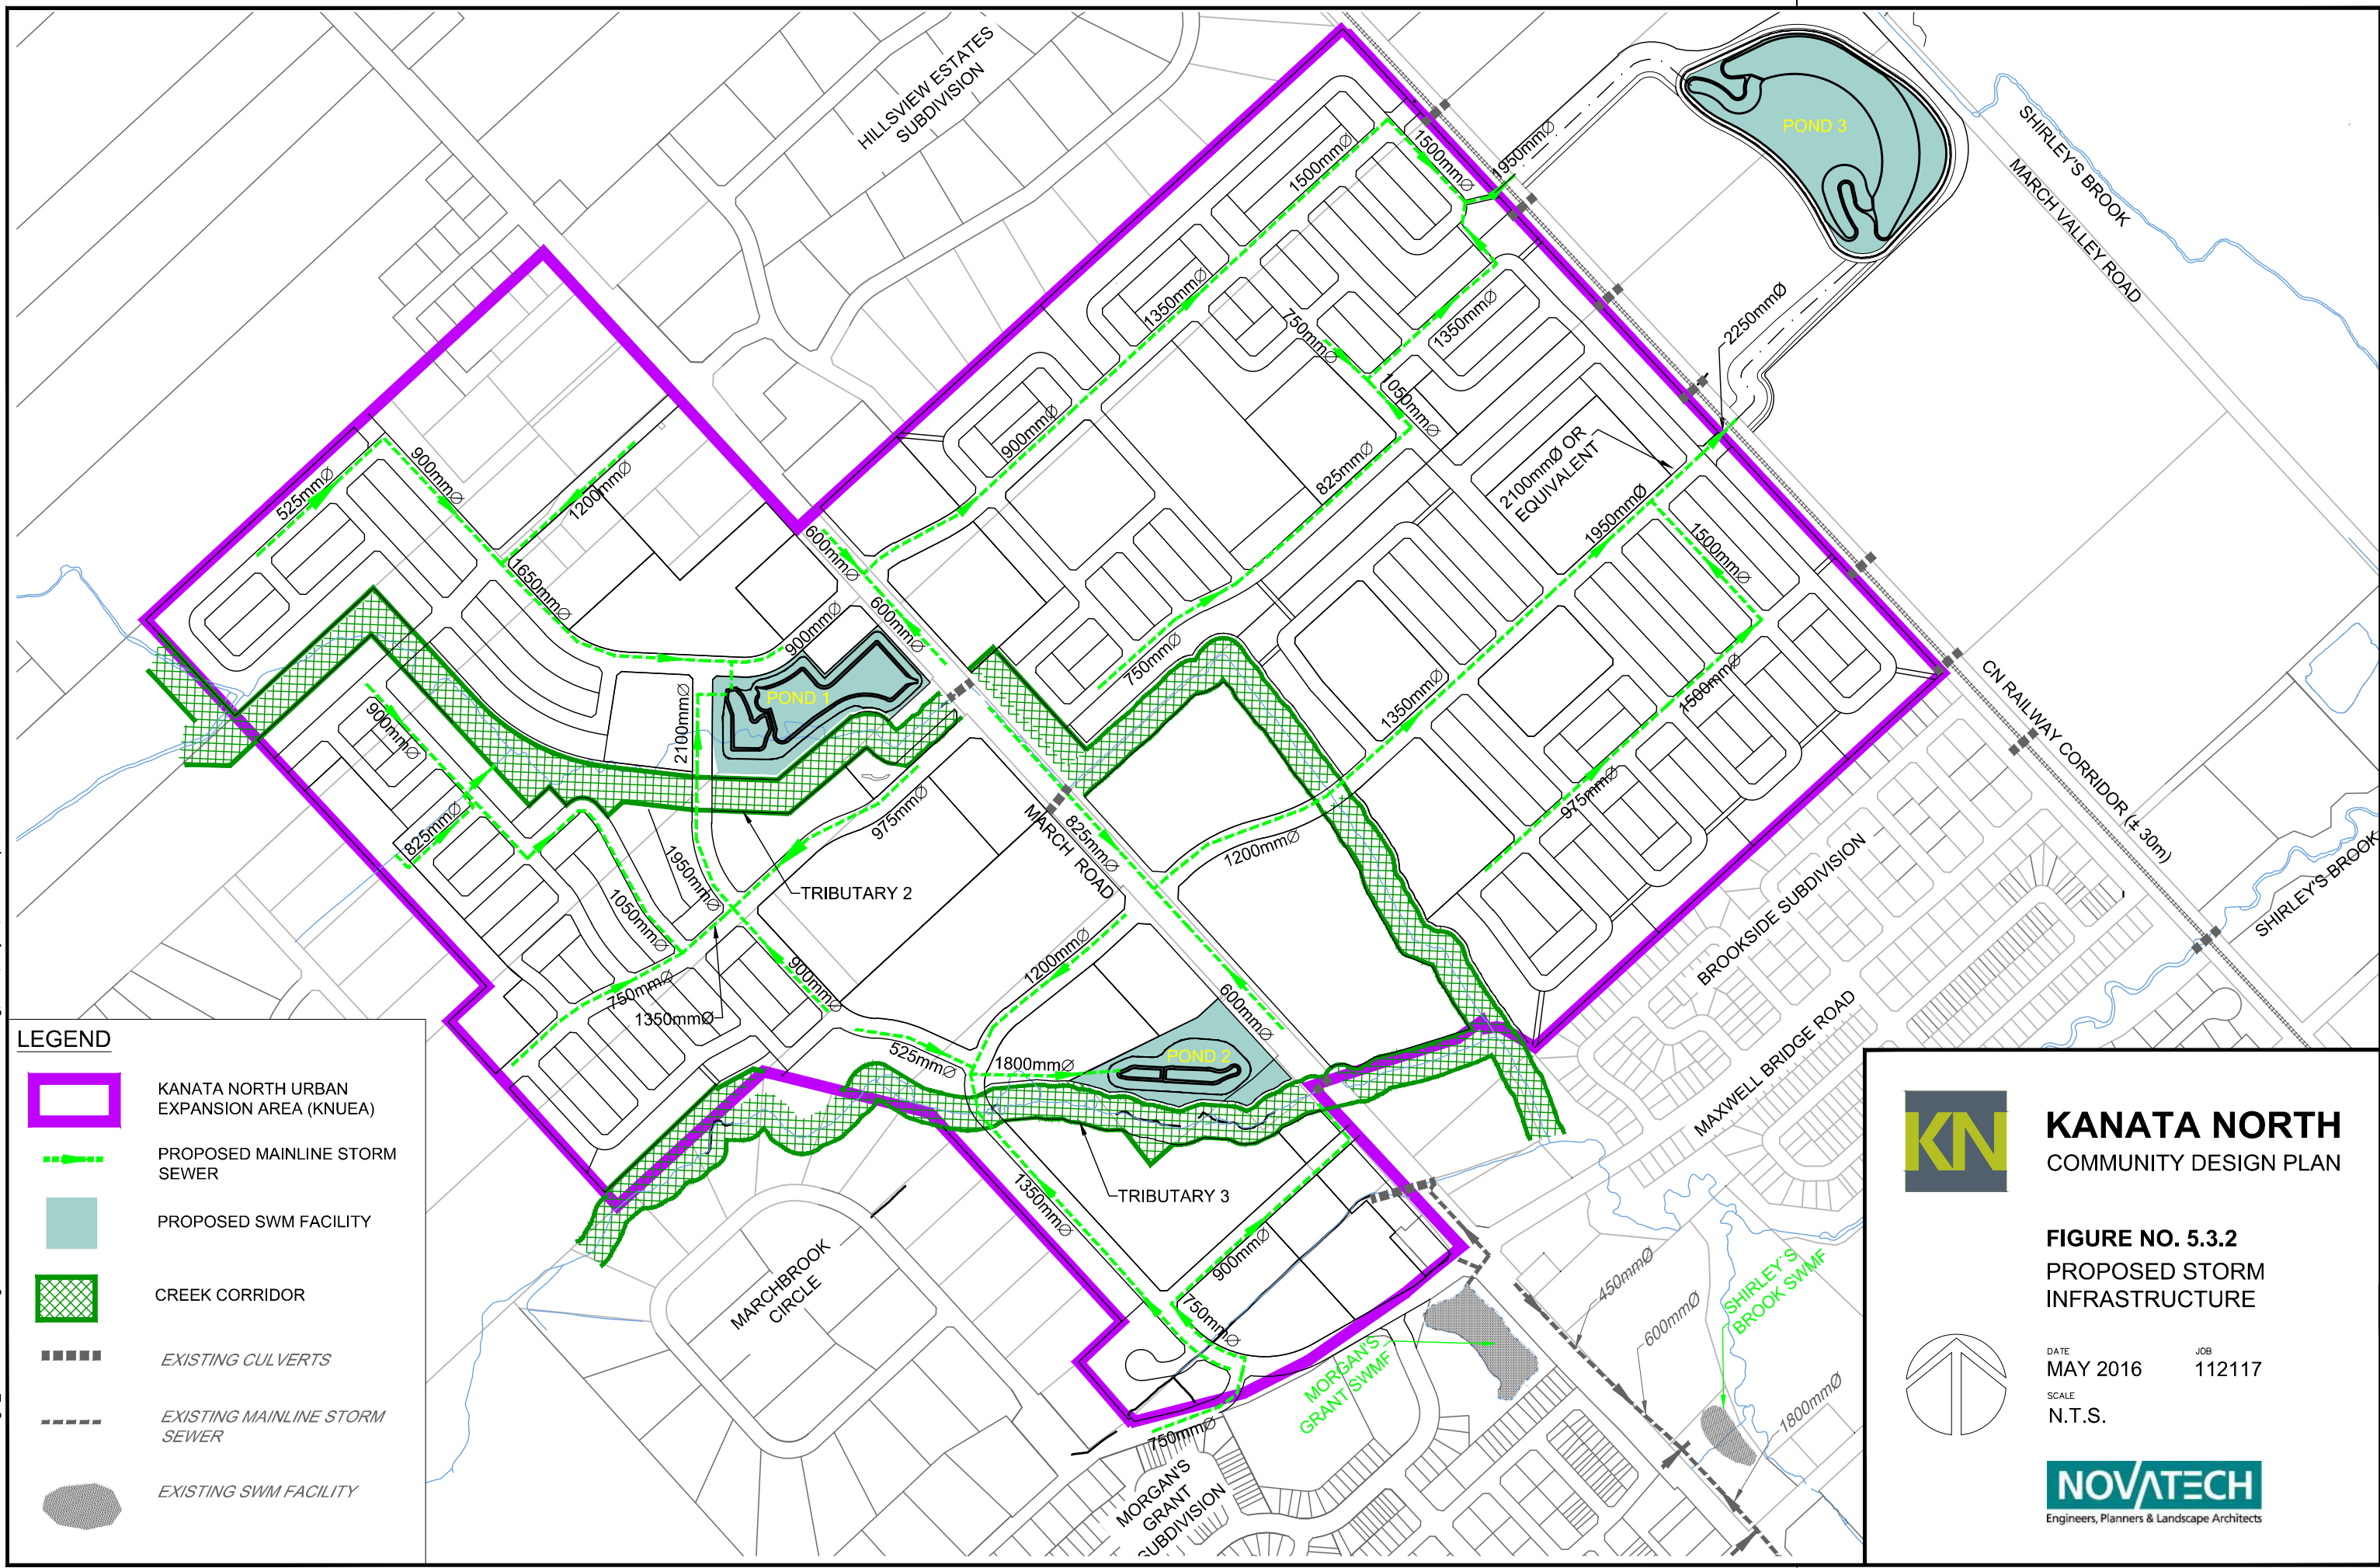 HILLSVIEW ESTATES
SUBDIVISION
POND 3
SHIRLEY'S BROOK
MARCH VALLEY ROAD
1500mmØ
1500mmØ
1350mmØ
750mmØ
1350mmØ
1050mmØ
2250mmØ
900mmØ
825mmØ
2100mmØ OR
EQUIVALENT
1950mmØ
1500mmØ
525mmØ
900mmØ
1200mmØ
1650mmØ
600mmØ
600mmØ
900mmØ
POND 1
750mmØ
1350mmØ
1500mmØ
975mmØ
CN RAILWAY CORRIDOR (± 30m)
900mmØ
2100mmØ
825mmØ
975mmØ
MARCH ROAD
825mmØ
1200mmØ
1950mmØ
TRIBUTARY 2
1050mmØ
1200mmØ
BROOKSIDE SUBDIVISION
SHIRLEY'S BROOK
750mmØ
1350mmØ
900mmØ
600mmØ
525mmØ
1800mmØ
POND 2
MAXWELL BRIDGE ROAD
TRIBUTARY 3
1350mmØ
900mmØ
750mmØ
MARCHBROOK
CIRCLE
450mmØ
600mmØ
SHIRLEY'S
BROOK SWMF
1800mmØ
MORGAN'S
GRANT SWMF
750mmØ
MORGAN'S
GRANT
SUBDIVISION
LEGEND
KANATA NORTH URBAN
EXPANSION AREA (KNUEA)
PROPOSED MAINLINE STORM
SEWER
PROPOSED SWM FACILITY
CREEK CORRIDOR
EXISTING CULVERTS
EXISTING MAINLINE STORM
SEWER
EXISTING SWM FACILITY
KN
KANATA NORTH
COMMUNITY DESIGN PLAN
FIGURE NO. 5.3.2
PROPOSED STORM
INFRASTRUCTURE
DATE
MAY 2016
JOB
112117
SCALE
N.T.S.
NOVATECH
Engineers, Planners & Landscape Architects